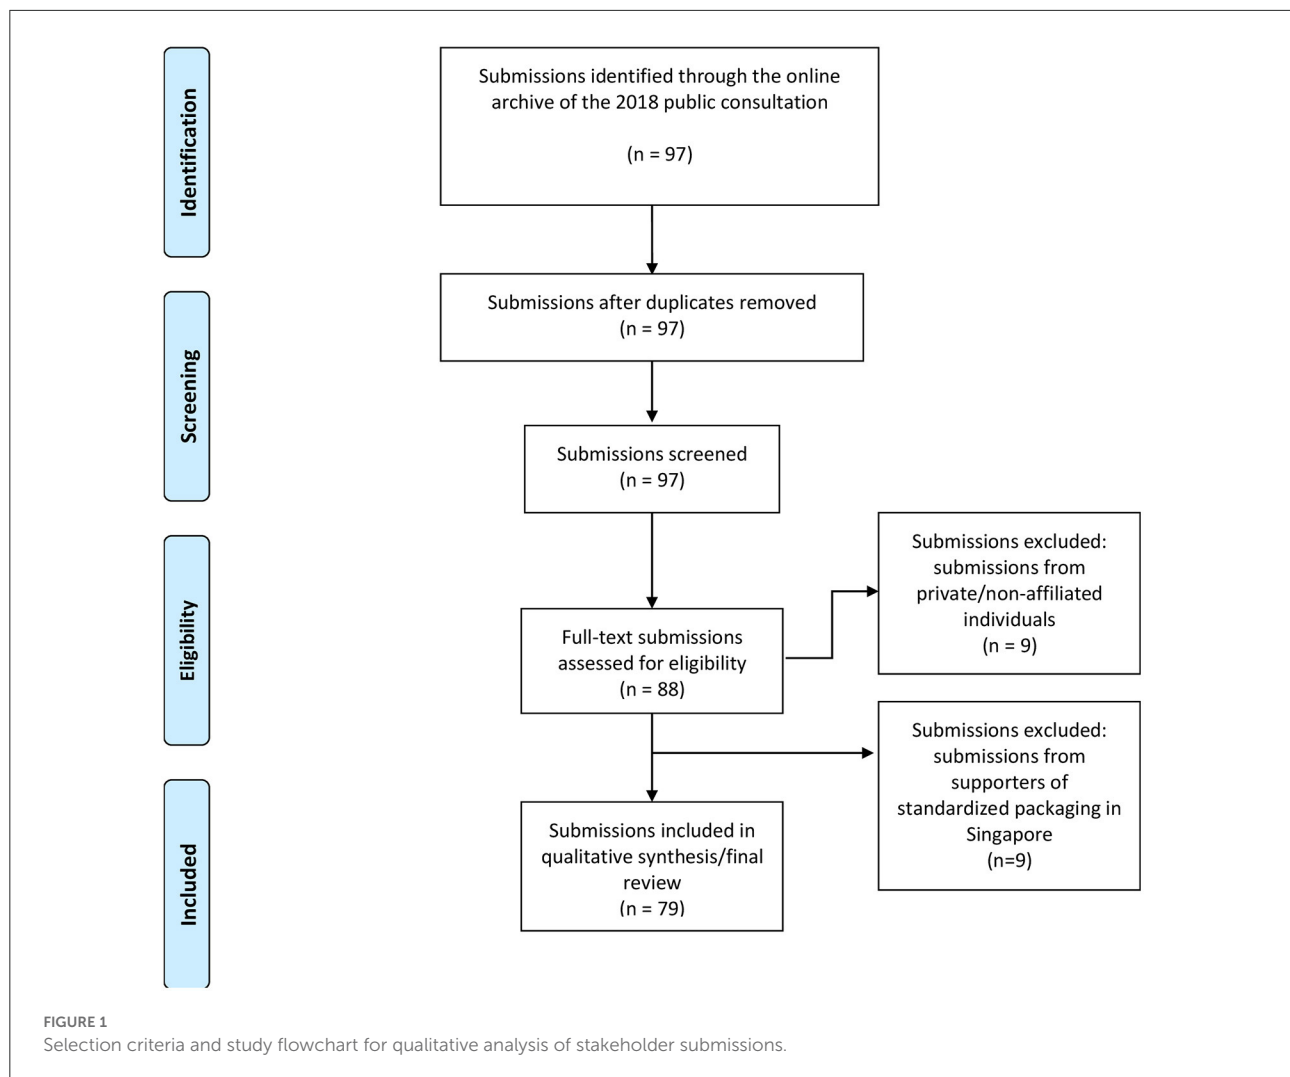 Identification
Submissions identified through the online
archive of the 2018 public consultation
(n = 97)
Screening
Submissions after duplicates removed
(n = 97)
Submissions screened
(n = 97)
Eligibility
Full-text submissions
assessed for eligibility
(n = 88)
Submissions excluded:
submissions from
private/non-affiliated
individuals
(n = 9)
Submissions excluded:
submissions from
supporters of
standardized packaging in
Singapore
(n=9)
Included
Submissions included in
qualitative synthesis/final
review
(n = 79)
FIGURE 1
Selection criteria and study flowchart for qualitative analysis of stakeholder submissions.